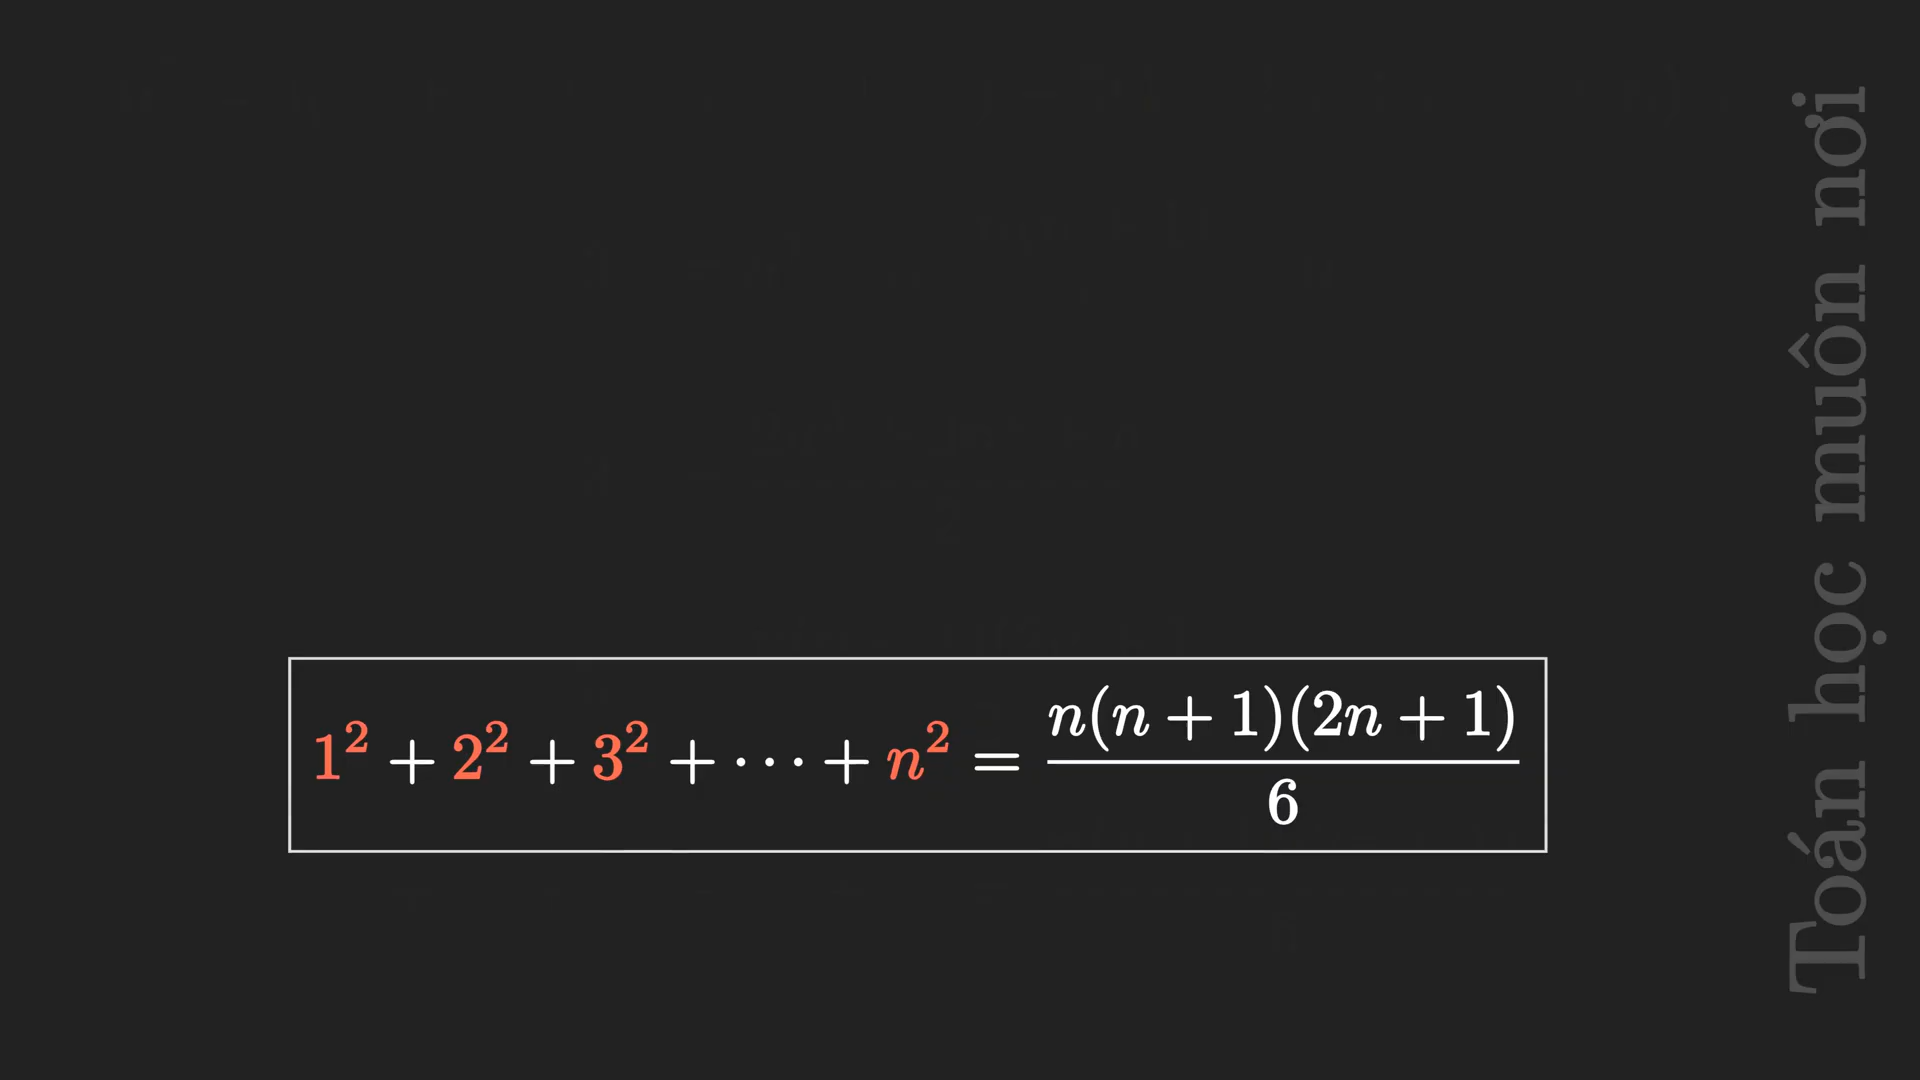 1² + 2² + 3² + ⋯ + n² = n(n + 1)(2n + 1) / 6
Toán học muôn nơi